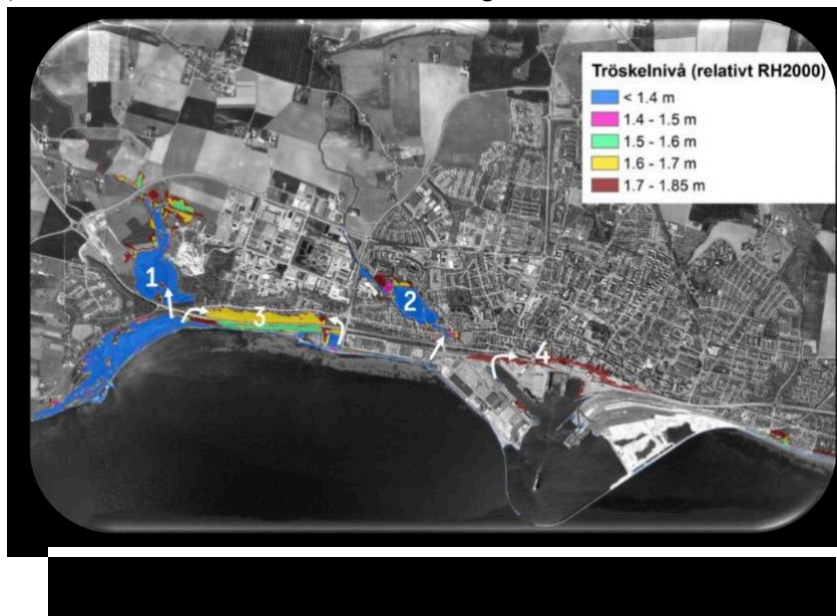 Tröskelnivå (relativt RH2000)
< 1.4 m
1.4 - 1.5 m
1.5 - 1.6 m
1.6 - 1.7 m
1.7 - 1.85 m
1
2
3
4